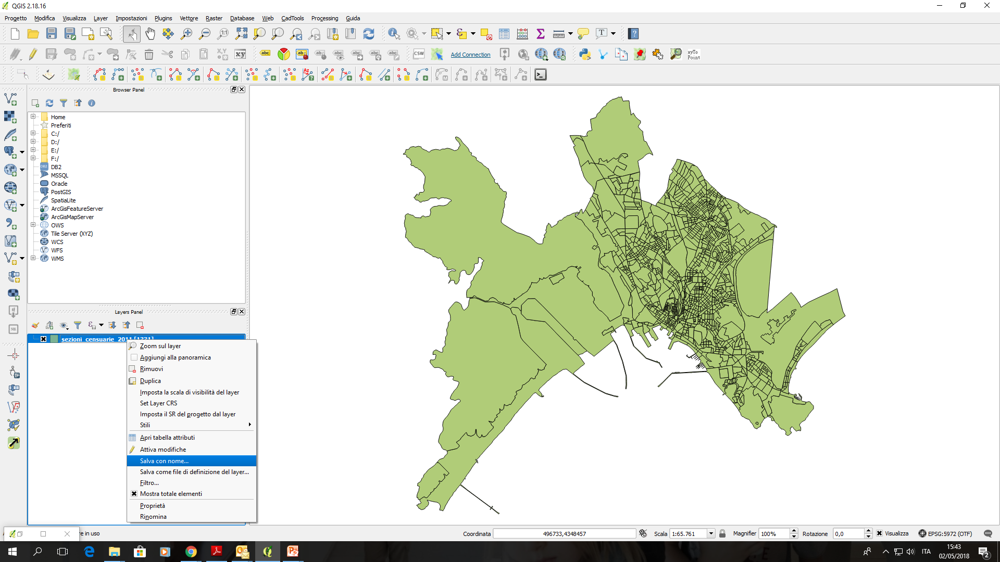 QGIS 2.18.16
Progetto Modifica Visualizza Layer Impostazioni Plugins Vettore Raster Database Web CadTools Processing Guida
CSW Add Connection xyTo Point
Browser Panel
Home
Preferiti
C:/
D:/
E:/
F:/
DB2
MSSQL
Oracle
PostGIS
SpatiaLite
ArcGisFeatureServer
ArcGisMapServer
OWS
Tile Server (XYZ)
WCS
WFS
WMS
Layers Panel
sezioni_censuarie_2011 [1331]
Zoom sul layer
Aggiungi alla panoramica
Rimuovi
Duplica
Imposta la scala di visibilità del layer
Set Layer CRS
Imposta il SR del progetto dal layer
Stili
Apri tabella attributi
Attiva modifiche
Salva con nome...
Salva come file di definizione del layer...
Filtro...
Mostra totale elementi
Proprietà
Rinomina
re in uso
Coordinata 496733,4348457 Scala 1:65.761 Magnifier 100% Rotazione 0,0 Visualizza EPSG:5972 (OTF)
ITA
15:43
02/05/2018
2